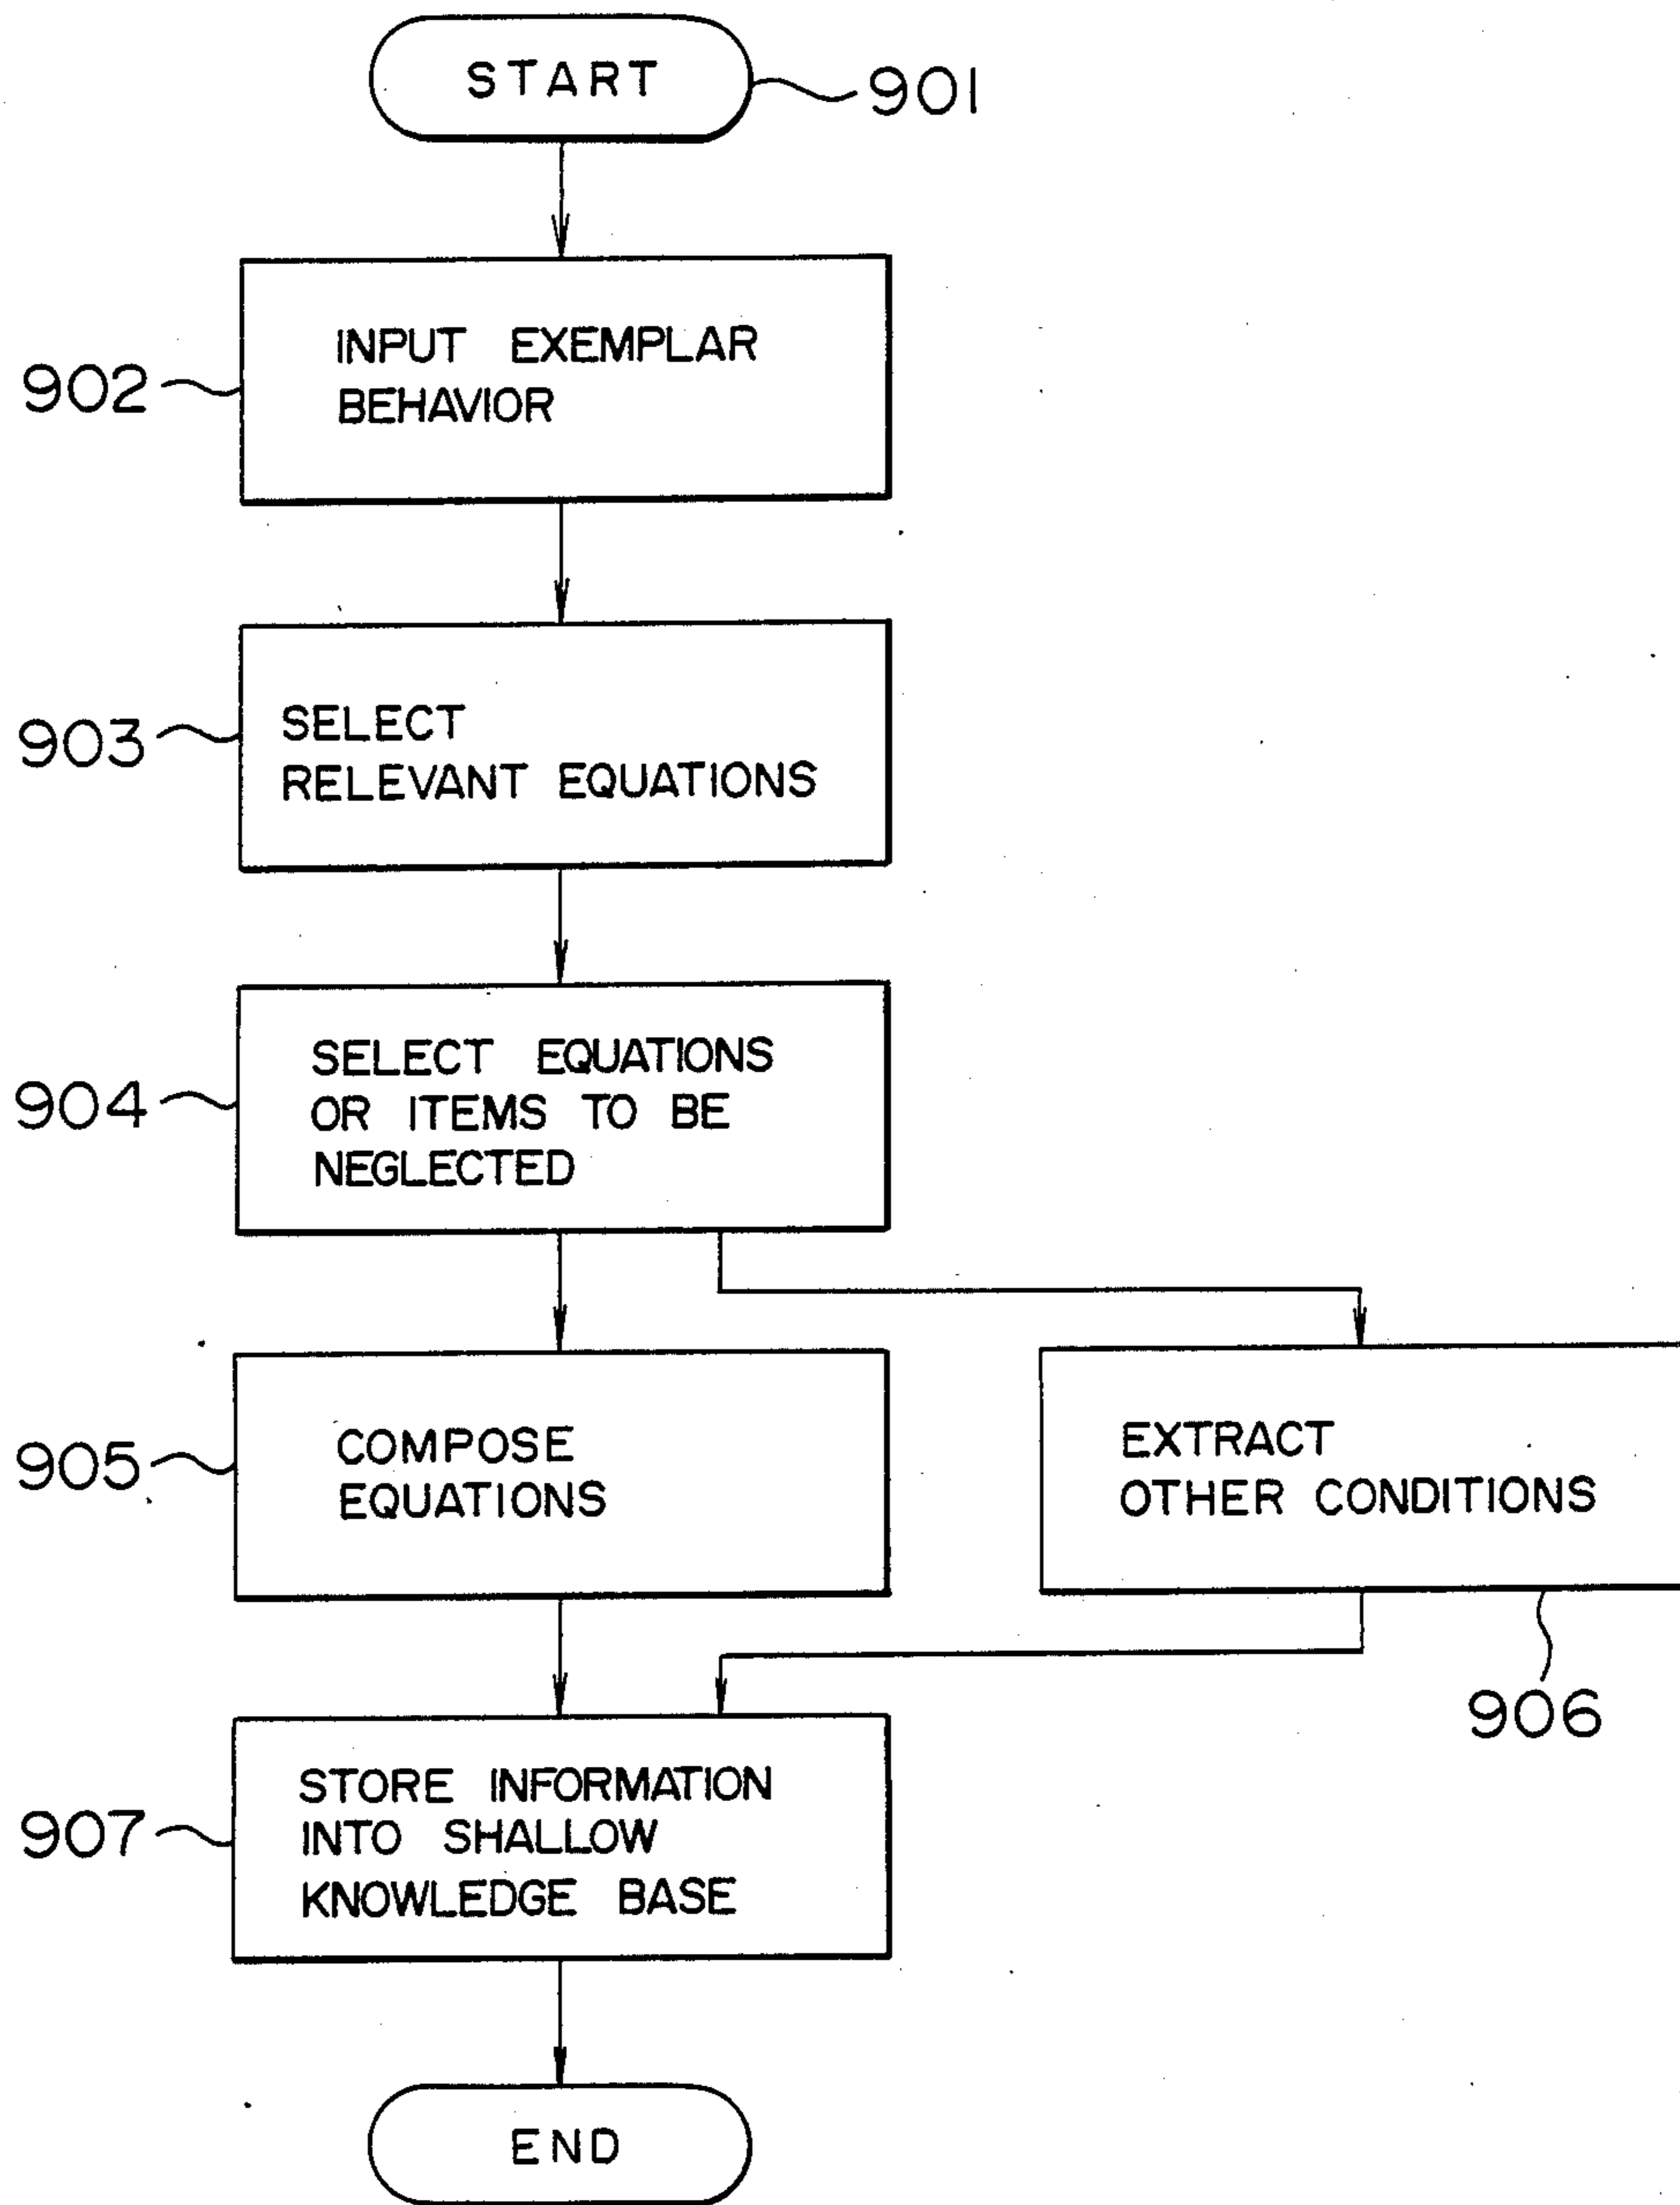 START
901
902
INPUT EXEMPLAR
BEHAVIOR
903
SELECT
RELEVANT EQUATIONS
904
SELECT EQUATIONS
OR ITEMS TO BE
NEGLECTED
905
COMPOSE
EQUATIONS
EXTRACT
OTHER CONDITIONS
906
907
STORE INFORMATION
INTO SHALLOW
KNOWLEDGE BASE
END